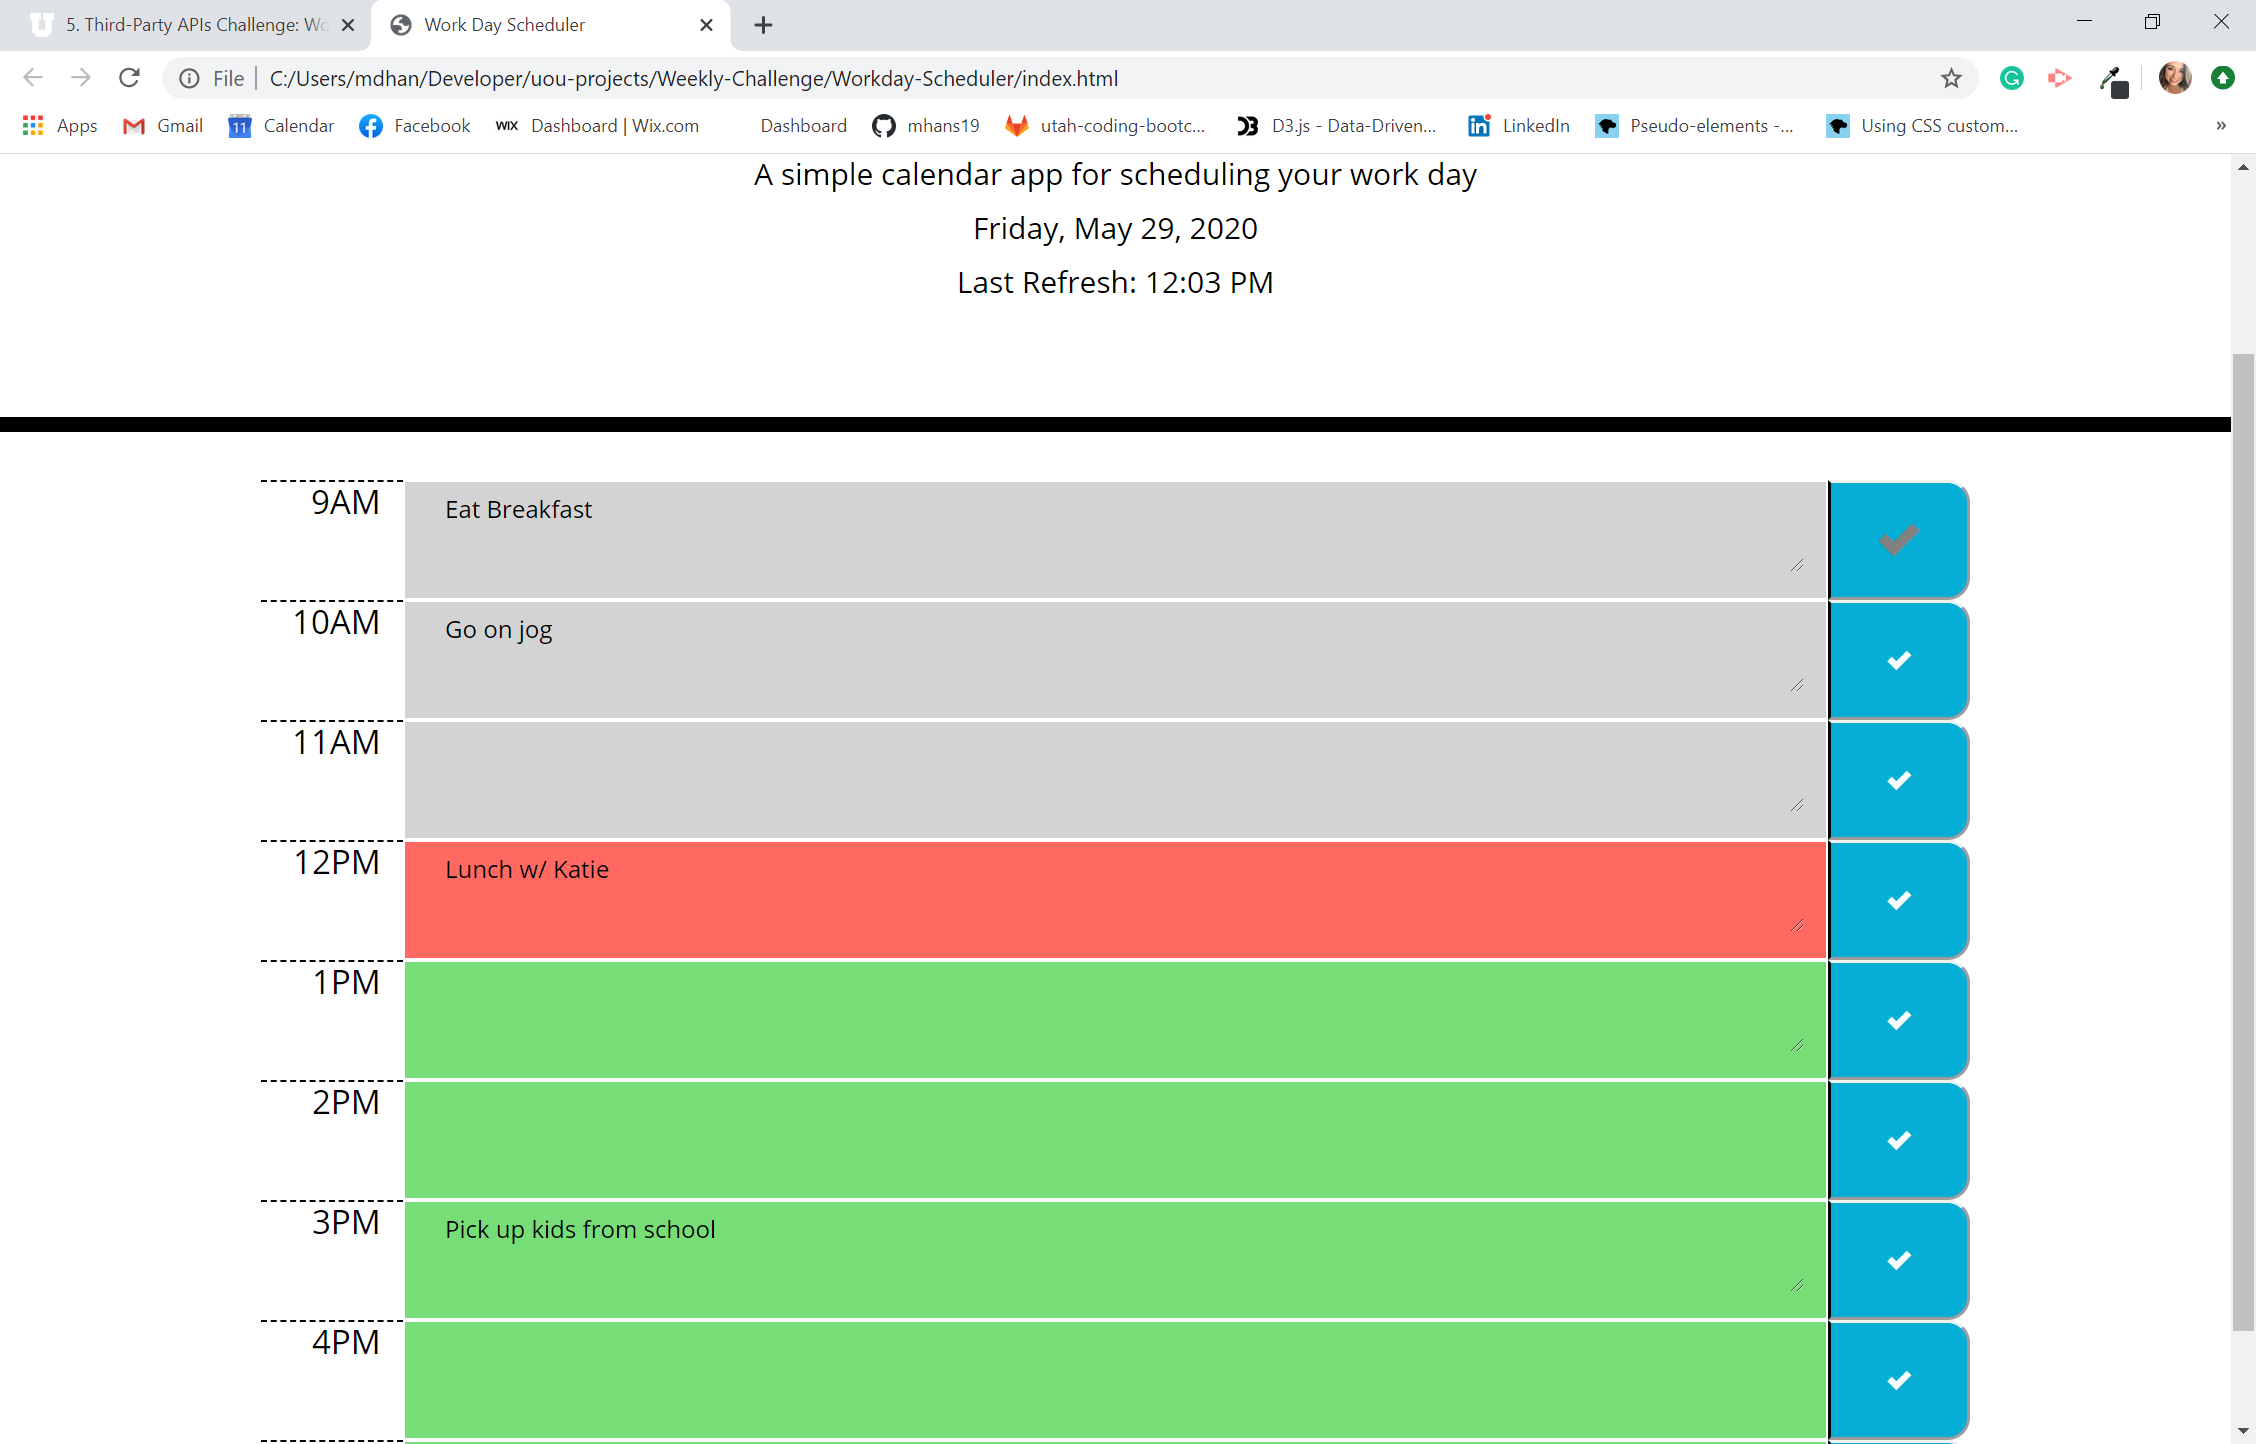 5. Third-Party APIs Challenge: Wo
Work Day Scheduler
File
C:/Users/mdhan/Developer/uou-projects/Weekly-Challenge/Workday-Scheduler/index.html
Apps
Gmail
11
Calendar
Facebook
WIX
Dashboard | Wix.com
Dashboard
mhans19
utah-coding-bootc...
D3.js - Data-Driven...
LinkedIn
Pseudo-elements -...
Using CSS custom...
»
A simple calendar app for scheduling your work day
Friday, May 29, 2020
Last Refresh: 12:03 PM
9AM
Eat Breakfast
10AM
Go on jog
11AM
12PM
Lunch w/ Katie
1PM
2PM
3PM
Pick up kids from school
4PM